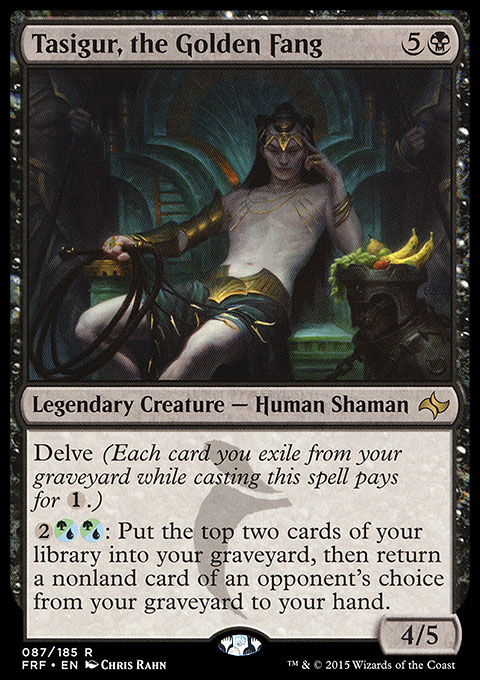 Tasigur, the Golden Fang 5
Legendary Creature — Human Shaman
Delve (Each card you exile from your
graveyard while casting this spell pays
for 1.)
2: Put the top two cards of your
library into your graveyard, then return
a nonland card of an opponent's choice
from your graveyard to your hand.
4/5
087/185 R
FRF • EN Chris Rahn
™ & © 2015 Wizards of the Coast